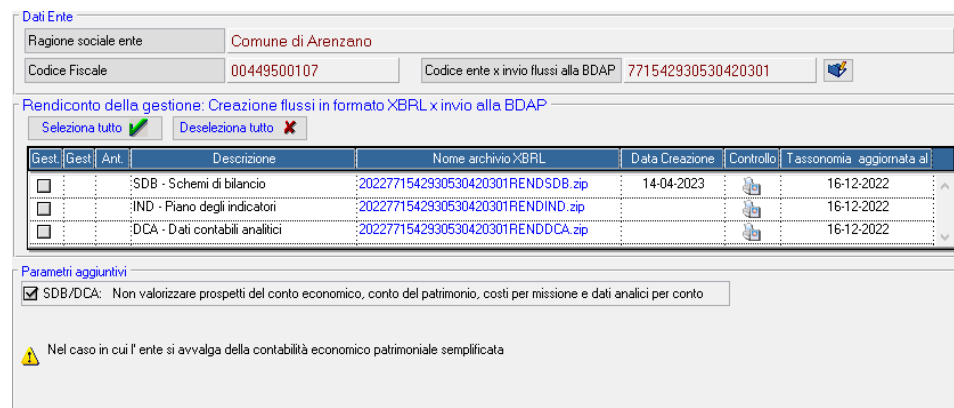 Dati Ente
Ragione sociale ente Comune di Arenzano
Codice Fiscale 00449500107 Codice ente x invio flussi alla BDAP 771542930530420301
Rendiconto della gestione: Creazione flussi in formato XBRL x invio alla BDAP
Seleziona tutto Deseleziona tutto
Gest. Gest Ant. Descrizione Nome archivio XBRL Data Creazione Controllo Tassonomia aggiornata al
SDB - Schemi di bilancio 2022771542930530420301RENDSDB.zip 14-04-2023 16-12-2022
IND - Piano degli indicatori 2022771542930530420301RENDIND.zip 16-12-2022
DCA - Dati contabili analitici 2022771542930530420301RENDDCA.zip 16-12-2022
Parametri aggiuntivi
SDB/DCA: Non valorizzare prospetti del conto economico, conto del patrimonio, costi per missione e dati analici per conto
Nel caso in cui l' ente si avvalga della contabilità economico patrimoniale semplificata